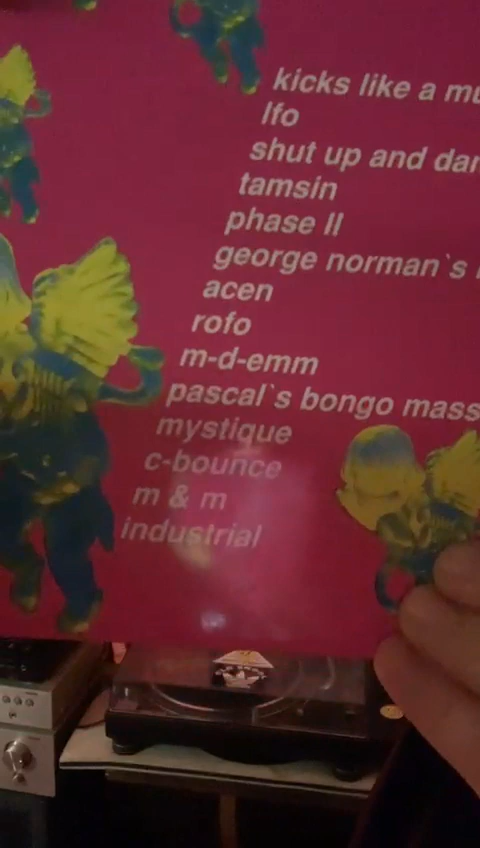 kicks like a mu
lfo
shut up and dan
tamsin
phase II
george norman`s
acen
rofo
m-d-emm
pascal`s bongo mass
mystique
c-bounce
m & m
industrial